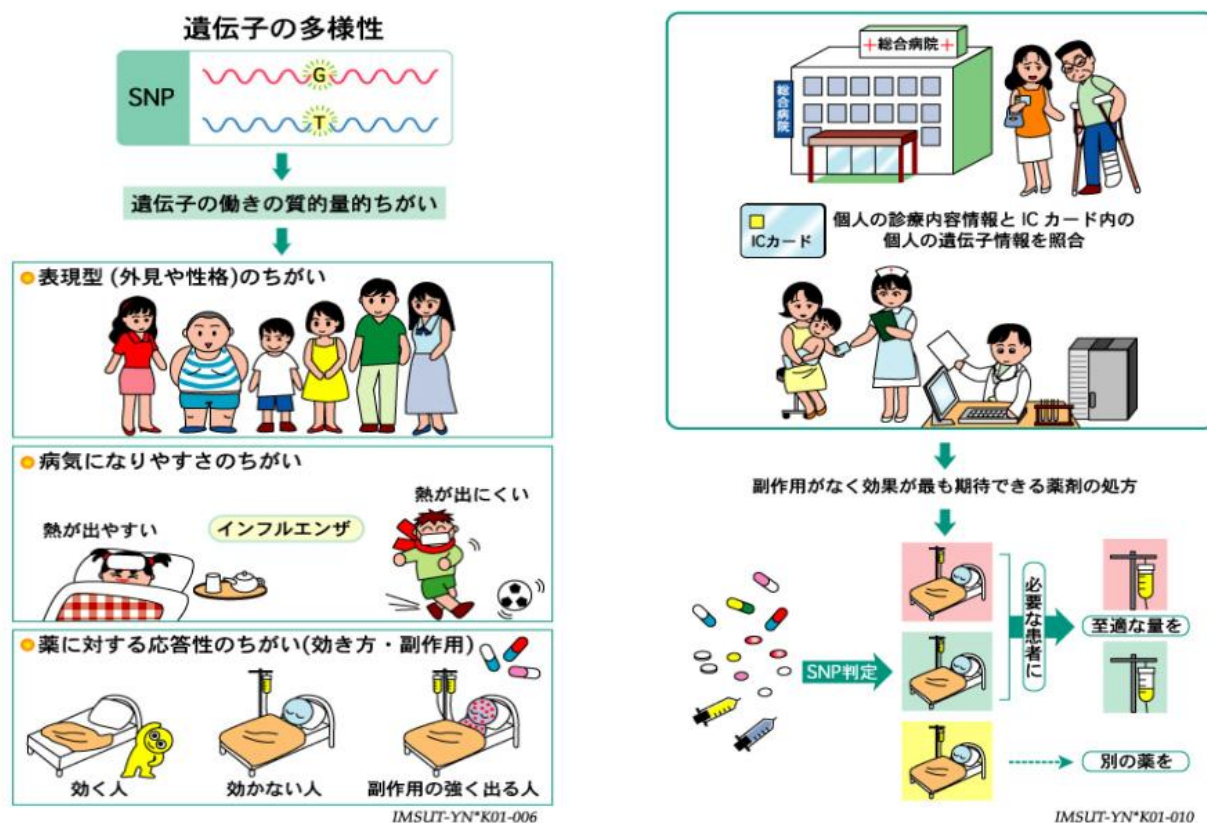 遺伝子の多様性
SNP
G
T
遺伝子の働きの質的量的ちがい
表現型 (外見や性格)のちがい
病気になりやすさのちがい
熱が出やすい
インフルエンザ
熱が出にくい
薬に対する応答性のちがい(効き方・副作用)
効く人
効かない人
副作用の強く出る人
IMSUT-YN*K01-006
総合病院
総合病院
ICカード
個人の診療内容情報と IC カード内の
個人の遺伝子情報を照合
副作用がなく効果が最も期待できる薬剤の処方
SNP判定
必要な患者に
至適な量を
別の薬を
IMSUT-YN*K01-010